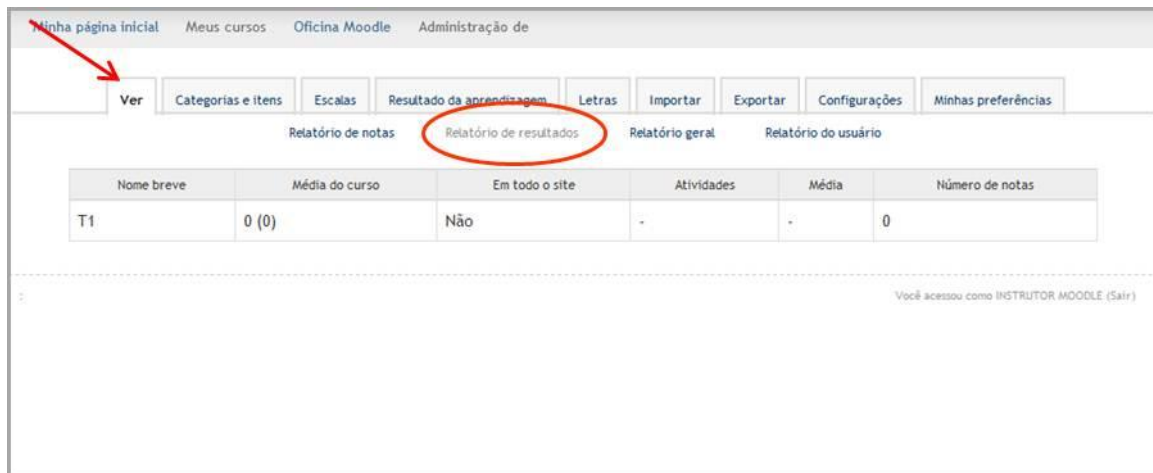 Minha página inicial Meus cursos Oficina Moodle Administração de
Ver Categorias e itens Escalas Resultado da aprendizagem Letras Importar Exportar Configurações Minhas preferências
Relatório de notas Relatório de resultados Relatório geral Relatório do usuário
Nome breve Média do curso Em todo o site Atividades Média Número de notas
T1 0 (0) Não - - 0
: Você acessou como INSTRUTOR MOODLE (Sair)